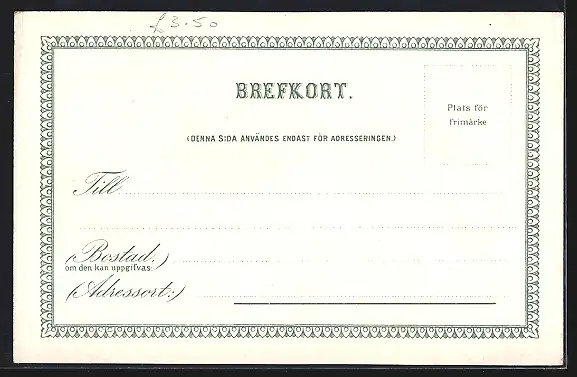 £3.50
BREFKORT.
Plats för
frimärke
(DENNA SIDA ANVÄNDES ENDAST FÖR ADRESSERINGEN.)
Till
(Bostad:)
om den kan uppgifvas:
(Adressort:)